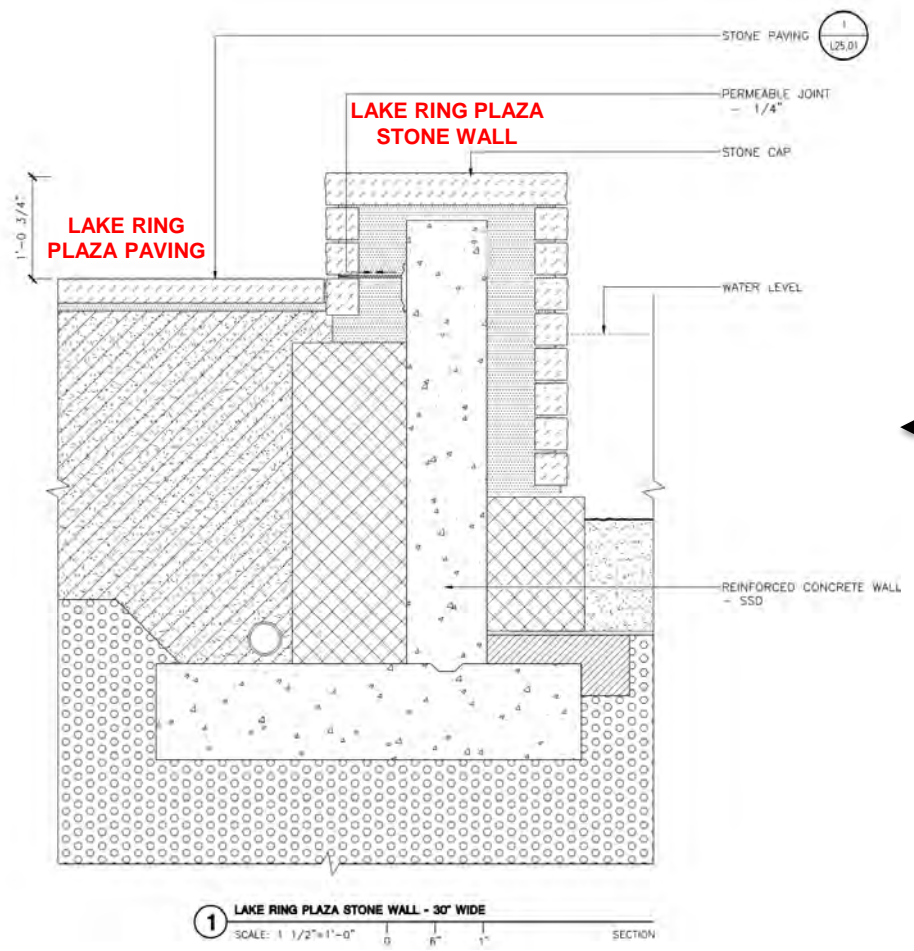 STONE PAVING
1
L25.01
PERMEABLE JOINT
- 1/4"
LAKE RING PLAZA
STONE WALL
STONE CAP
1'-0 3/4"
LAKE RING
PLAZA PAVING
WATER LEVEL
REINFORCED CONCRETE WALL
- SSD
1
LAKE RING PLAZA STONE WALL - 30" WIDE
SCALE: 1 1/2"=1'-0"
0 6" 1"
SECTION